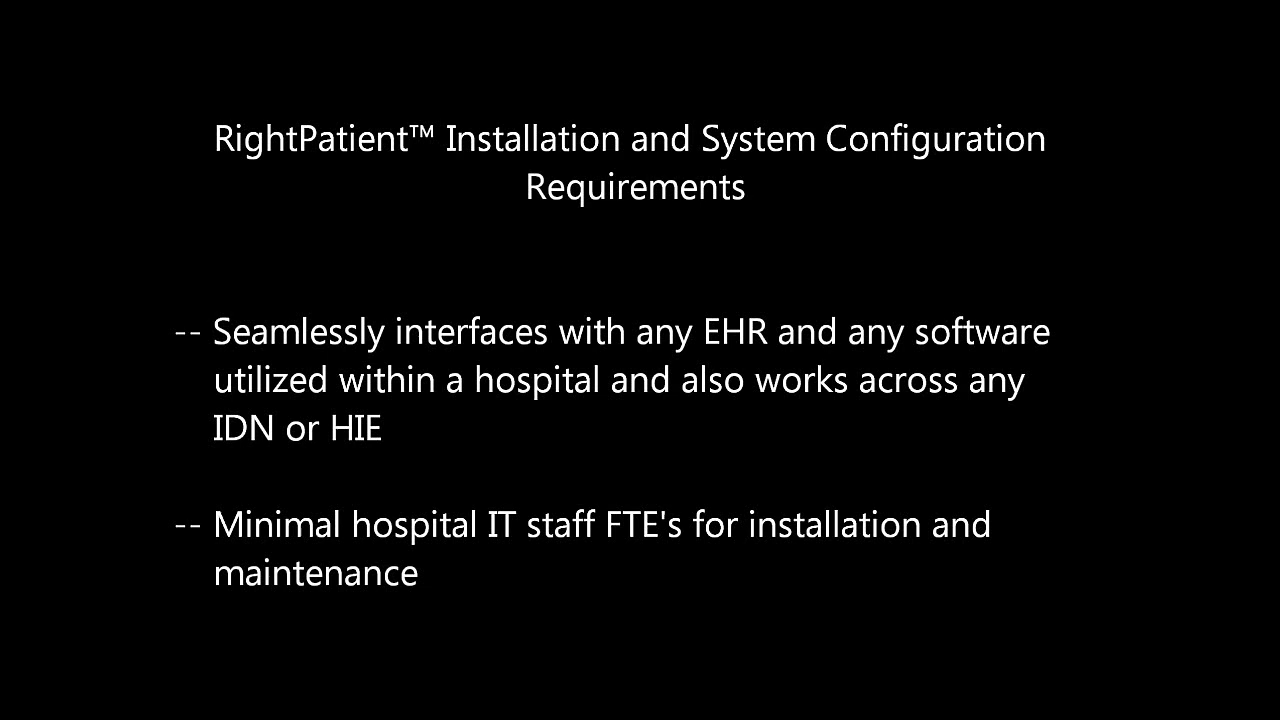 RightPatient™ Installation and System Configuration
Requirements
-- Seamlessly interfaces with any EHR and any software
utilized within a hospital and also works across any
IDN or HIE
-- Minimal hospital IT staff FTE's for installation and
maintenance